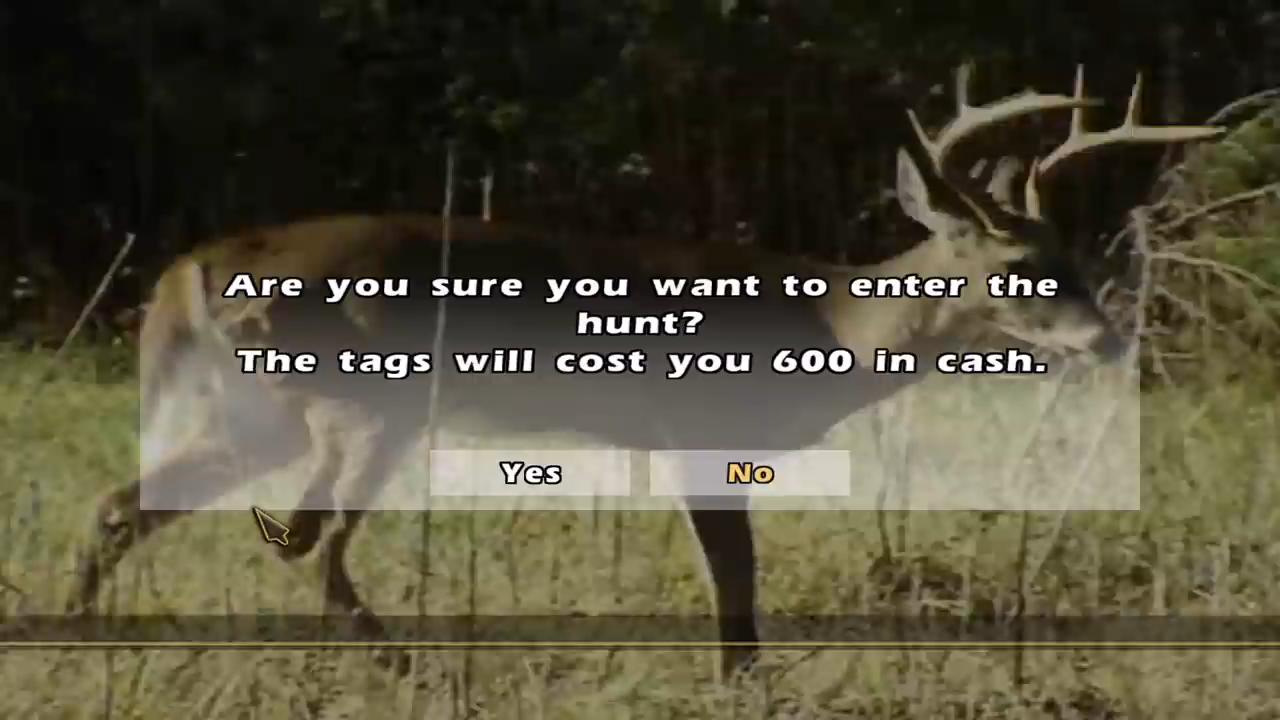 Are you sure you want to enter the
hunt?
The tags will cost you 600 in cash.
Yes
No